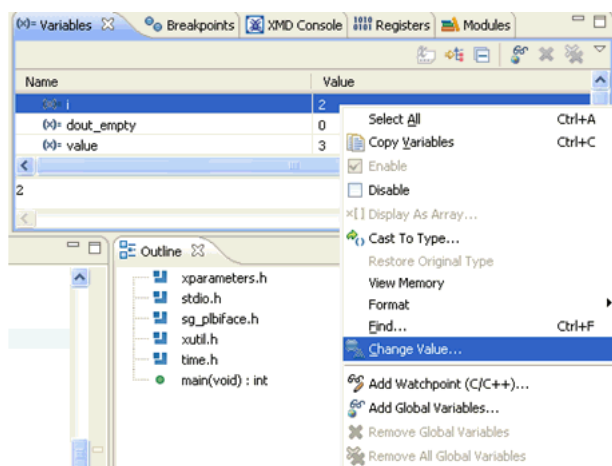 (x)= Variables Breakpoints XMD Console Registers Modules
Name Value
(x)= i 2
(x)= dout_empty 0
(x)= value 3
2
Select All Ctrl+A
Copy Variables Ctrl+C
Enable
Disable
×[] Display As Array...
Cast To Type...
Restore Original Type
View Memory
Format
Find... Ctrl+F
Change Value...
Add Watchpoint (C/C++)...
Add Global Variables...
Remove Global Variables
Remove All Global Variables
Outline
xparameters.h
stdio.h
sg_plbiface.h
xutil.h
time.h
main(void) : int